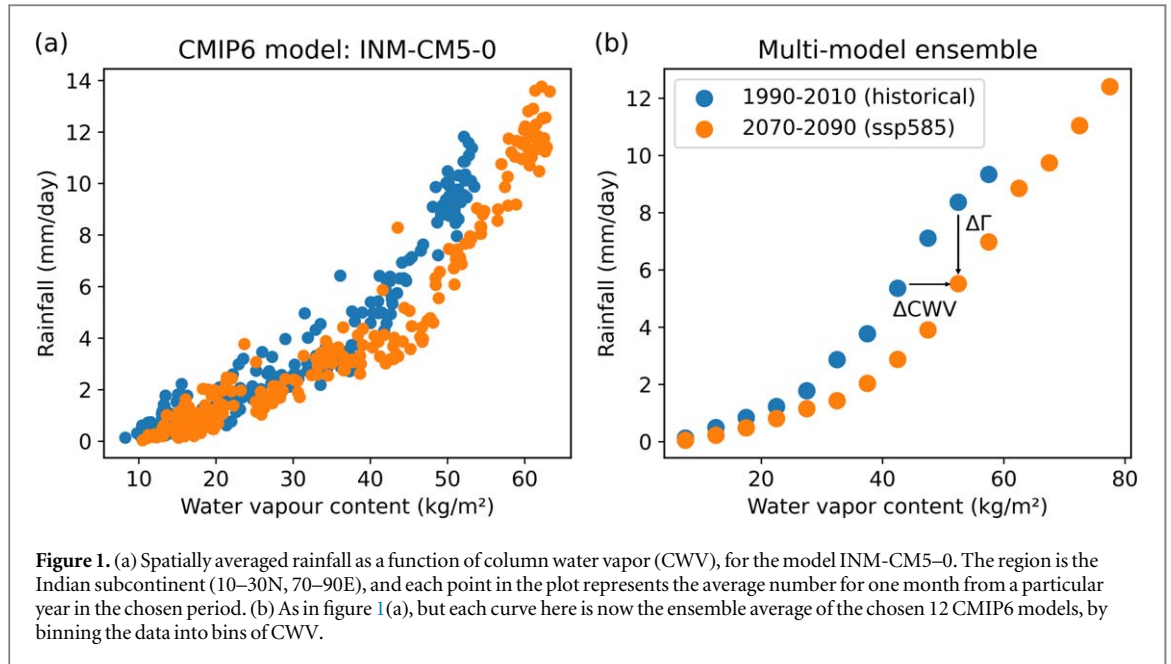 (a)
CMIP6 model: INM-CM5-0
Rainfall (mm/day)
14
12
10
8
6
4
2
0
10 20 30 40 50 60
Water vapour content (kg/m²)
(b)
Multi-model ensemble
1990-2010 (historical)
2070-2090 (ssp585)
Rainfall (mm/day)
12
10
8
6
4
2
0
ΔΓ
ΔCWV
20 40 60 80
Water vapor content (kg/m²)
Figure 1. (a) Spatially averaged rainfall as a function of column water vapor (CWV), for the model INM-CM5–0. The region is the
Indian subcontinent (10–30N, 70–90E), and each point in the plot represents the average number for one month from a particular
year in the chosen period. (b) As in figure 1(a), but each curve here is now the ensemble average of the chosen 12 CMIP6 models, by
binning the data into bins of CWV.